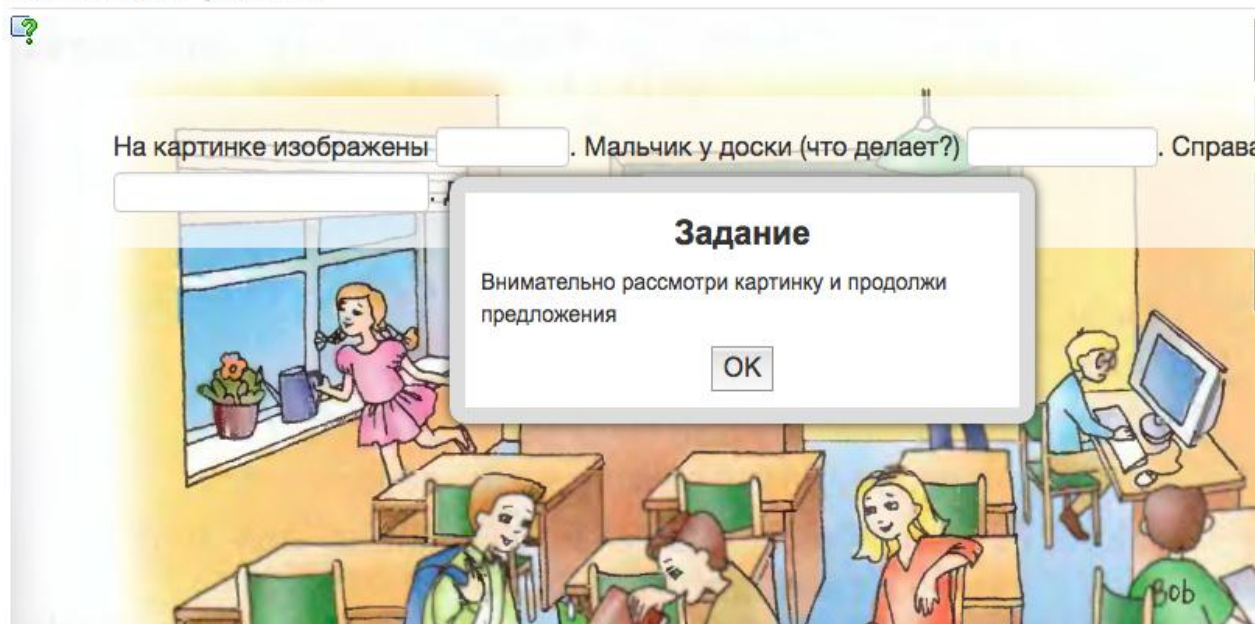 На картинке изображены . Мальчик у доски (что делает?) . Справа
.
Задание
Внимательно рассмотри картинку и продолжи
предложения
OK
Bob